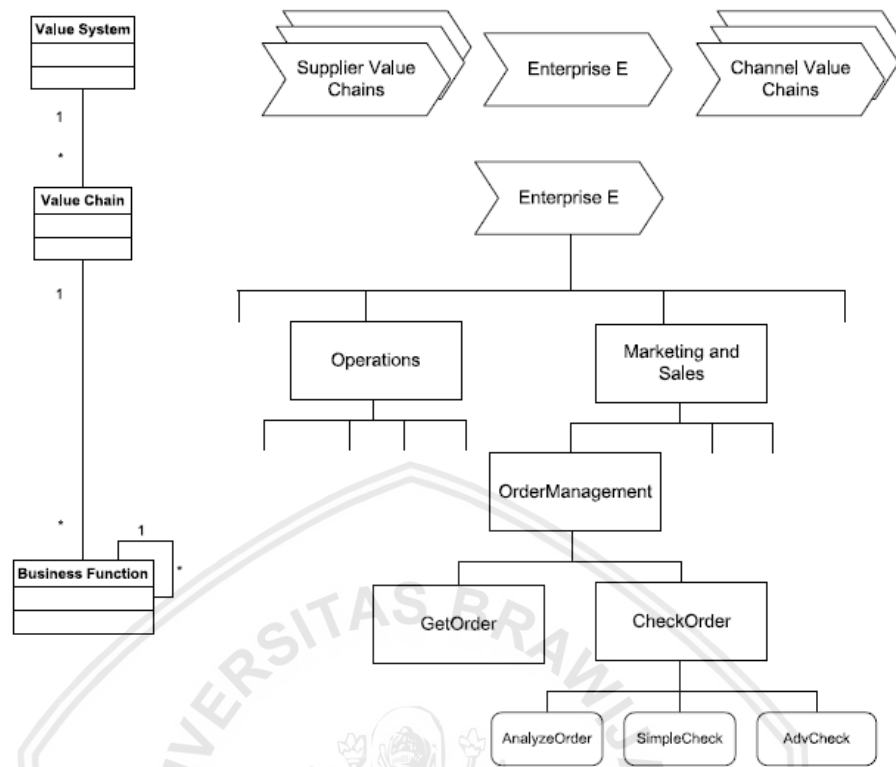 Value System
Supplier Value
Chains
Enterprise E
Channel Value
Chains
1
*
Value Chain
Enterprise E
1
Operations
Marketing and
Sales
OrderManagement
*
1
*
Business Function
GetOrder
CheckOrder
AnalyzeOrder
SimpleCheck
AdvCheck